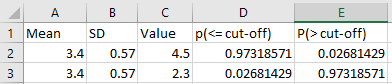 A B C D E
1 Mean SD Value p(<= cut-off) P(> cut-off)
2 3.4 0.57 4.5 0.97318571 0.02681429
3 3.4 0.57 2.3 0.02681429 0.97318571